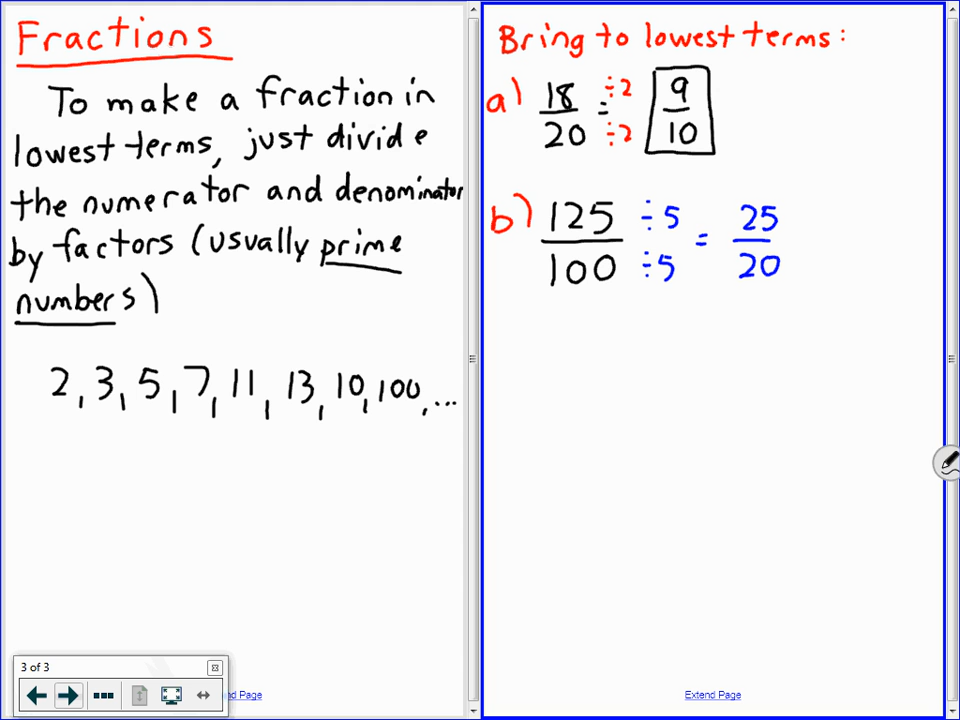 Fractions
To make a fraction in
lowest terms, just divide
the numerator and denominator
by factors (usually prime
numbers)
2, 3, 5, 7, 11, 13, 10, 100, ...
3 of 3
nd Page
Bring to lowest terms:
a) 18/20 ÷2/÷2 = 9/10
b) 125/100 ÷5/÷5 = 25/20
Extend Page